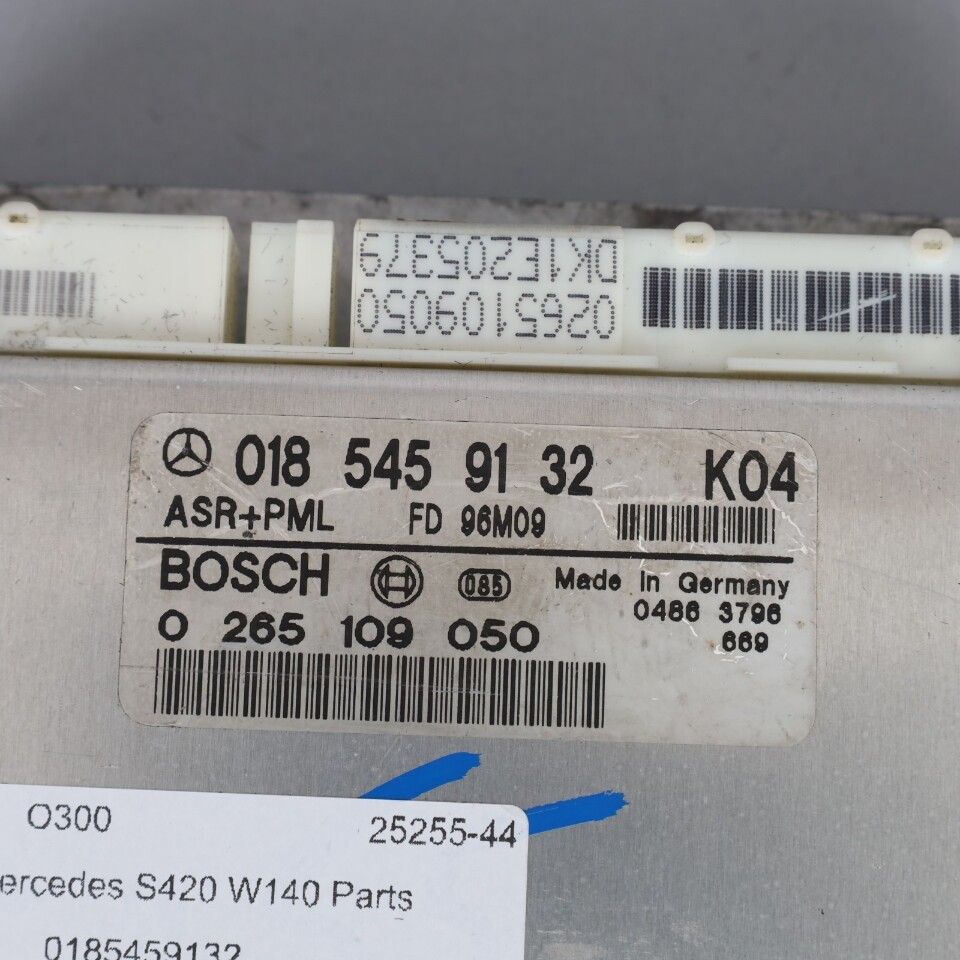 DK1E205379
0265109050
018 545 91 32 K04
ASR+PML FD 96M09
BOSCH 085 Made in Germany
0486 3796
0 265 109 050 669
O300 25255-44
ercedes S420 W140 Parts
0185459132